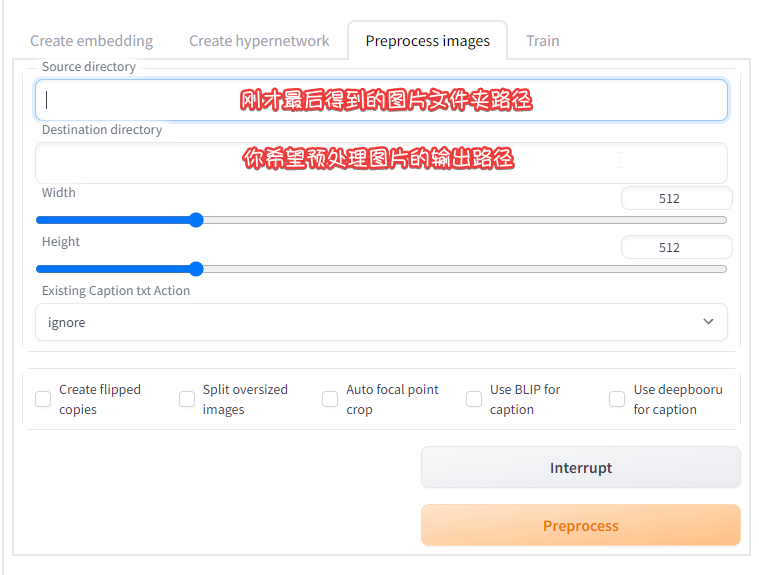 Create embedding
Create hypernetwork
Preprocess images
Train
Source directory
刚才最后得到的图片文件夹路径
Destination directory
你希望预处理图片的输出路径
Width
512
Height
512
Existing Caption txt Action
ignore
Create flipped
copies
Split oversized
images
Auto focal point
crop
Use BLIP for
caption
Use deepbooru
for caption
Interrupt
Preprocess